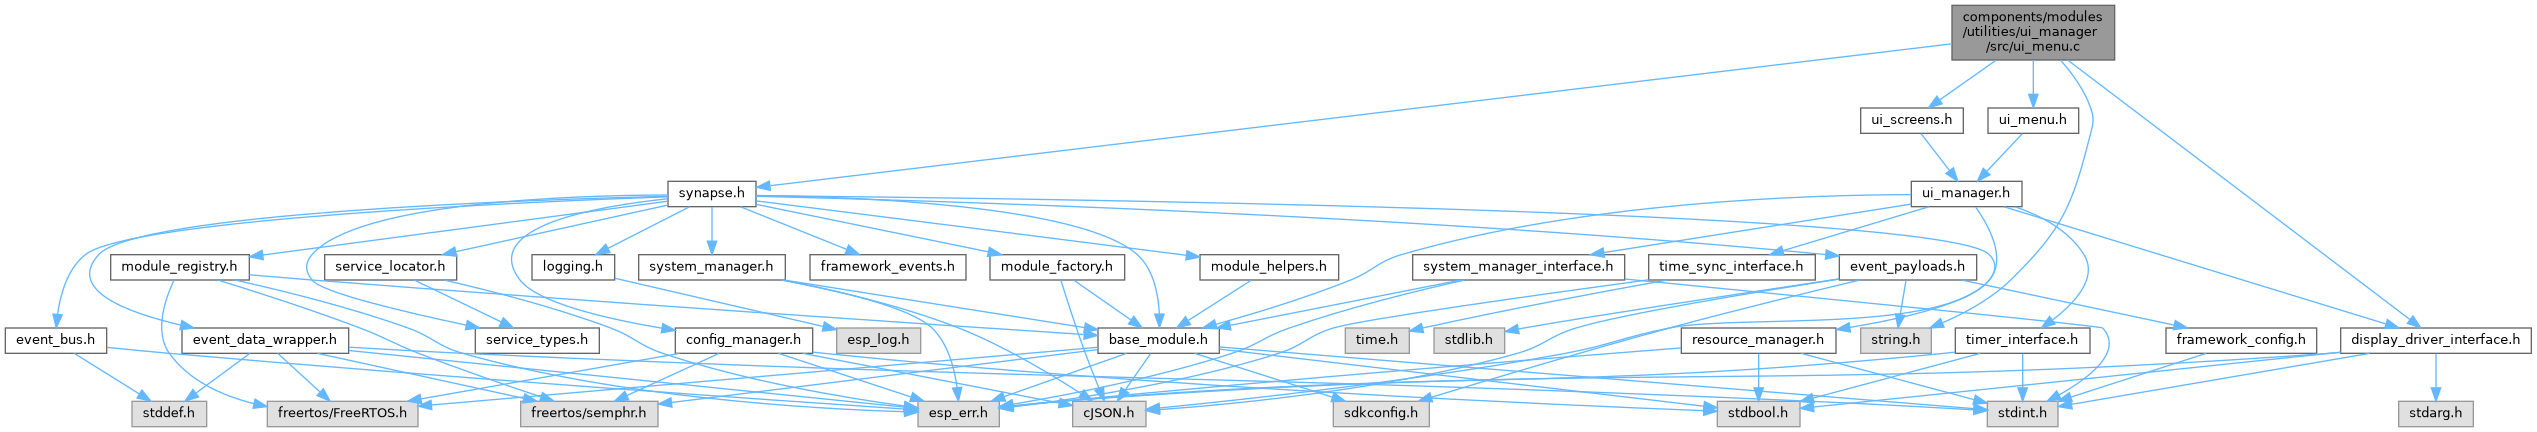 components/modules
/utilities/ui_manager
/src/ui_menu.c
ui_screens.h
ui_menu.h
synapse.h
ui_manager.h
module_registry.h
service_locator.h
logging.h
system_manager.h
framework_events.h
module_factory.h
module_helpers.h
system_manager_interface.h
time_sync_interface.h
event_payloads.h
event_bus.h
event_data_wrapper.h
service_types.h
config_manager.h
esp_log.h
base_module.h
time.h
stdlib.h
resource_manager.h
string.h
timer_interface.h
framework_config.h
display_driver_interface.h
stddef.h
freertos/FreeRTOS.h
freertos/semphr.h
esp_err.h
cJSON.h
sdkconfig.h
stdbool.h
stdint.h
stdarg.h